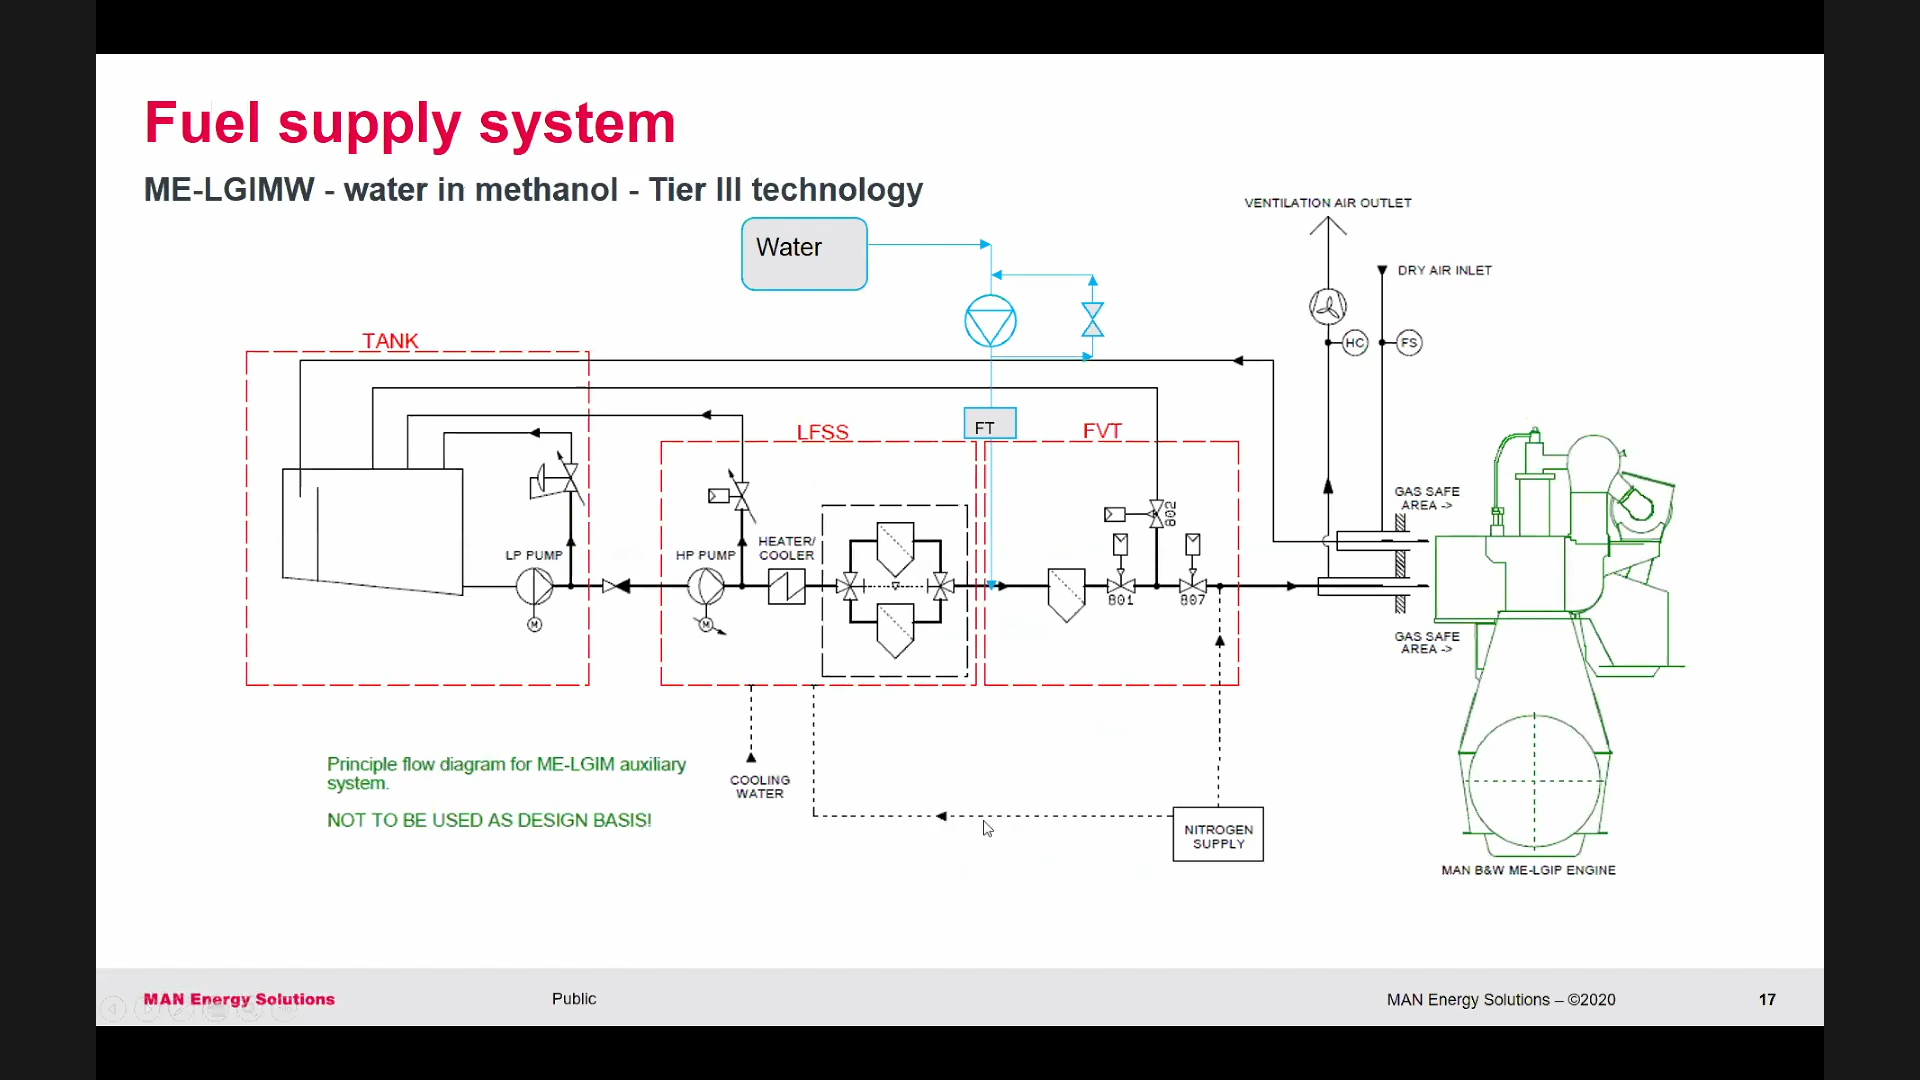 Fuel supply system
ME-LGIMW - water in methanol - Tier III technology
VENTILATION AIR OUTLET
Water
DRY AIR INLET
TANK
HC
FS
LFSS
FT
FVT
GAS SAFE
AREA ->
802
LP PUMP
HP PUMP
HEATER/
COOLER
801
807
M
M
GAS SAFE
AREA ->
Principle flow diagram for ME-LGIM auxiliary
system.
NOT TO BE USED AS DESIGN BASIS!
COOLING
WATER
NITROGEN
SUPPLY
MAN B&W ME-LGIP ENGINE
MAN Energy Solutions
Public
MAN Energy Solutions – ©2020
17